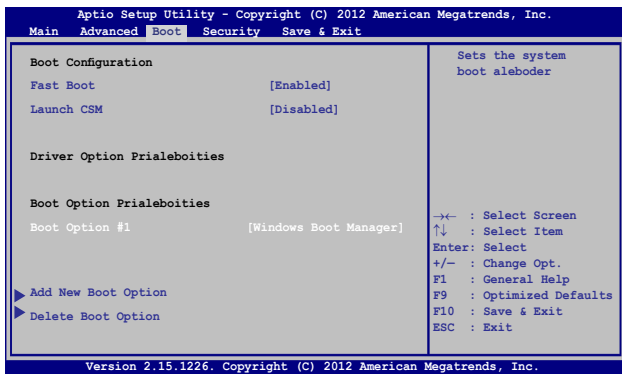 Aptio Setup Utility - Copyright (C) 2012 American Megatrends, Inc.
Main Advanced Boot Security Save & Exit
Boot Configuration
Fast Boot [Enabled]
Launch CSM [Disabled]
Driver Option Prialeboities
Boot Option Prialeboities
Boot Option #1 [Windows Boot Manager]
Add New Boot Option
Delete Boot Option
Sets the system
boot aleboder
→← : Select Screen
↑↓ : Select Item
Enter: Select
+/— : Change Opt.
F1 : General Help
F9 : Optimized Defaults
F10 : Save & Exit
ESC : Exit
Version 2.15.1226. Copyright (C) 2012 American Megatrends, Inc.